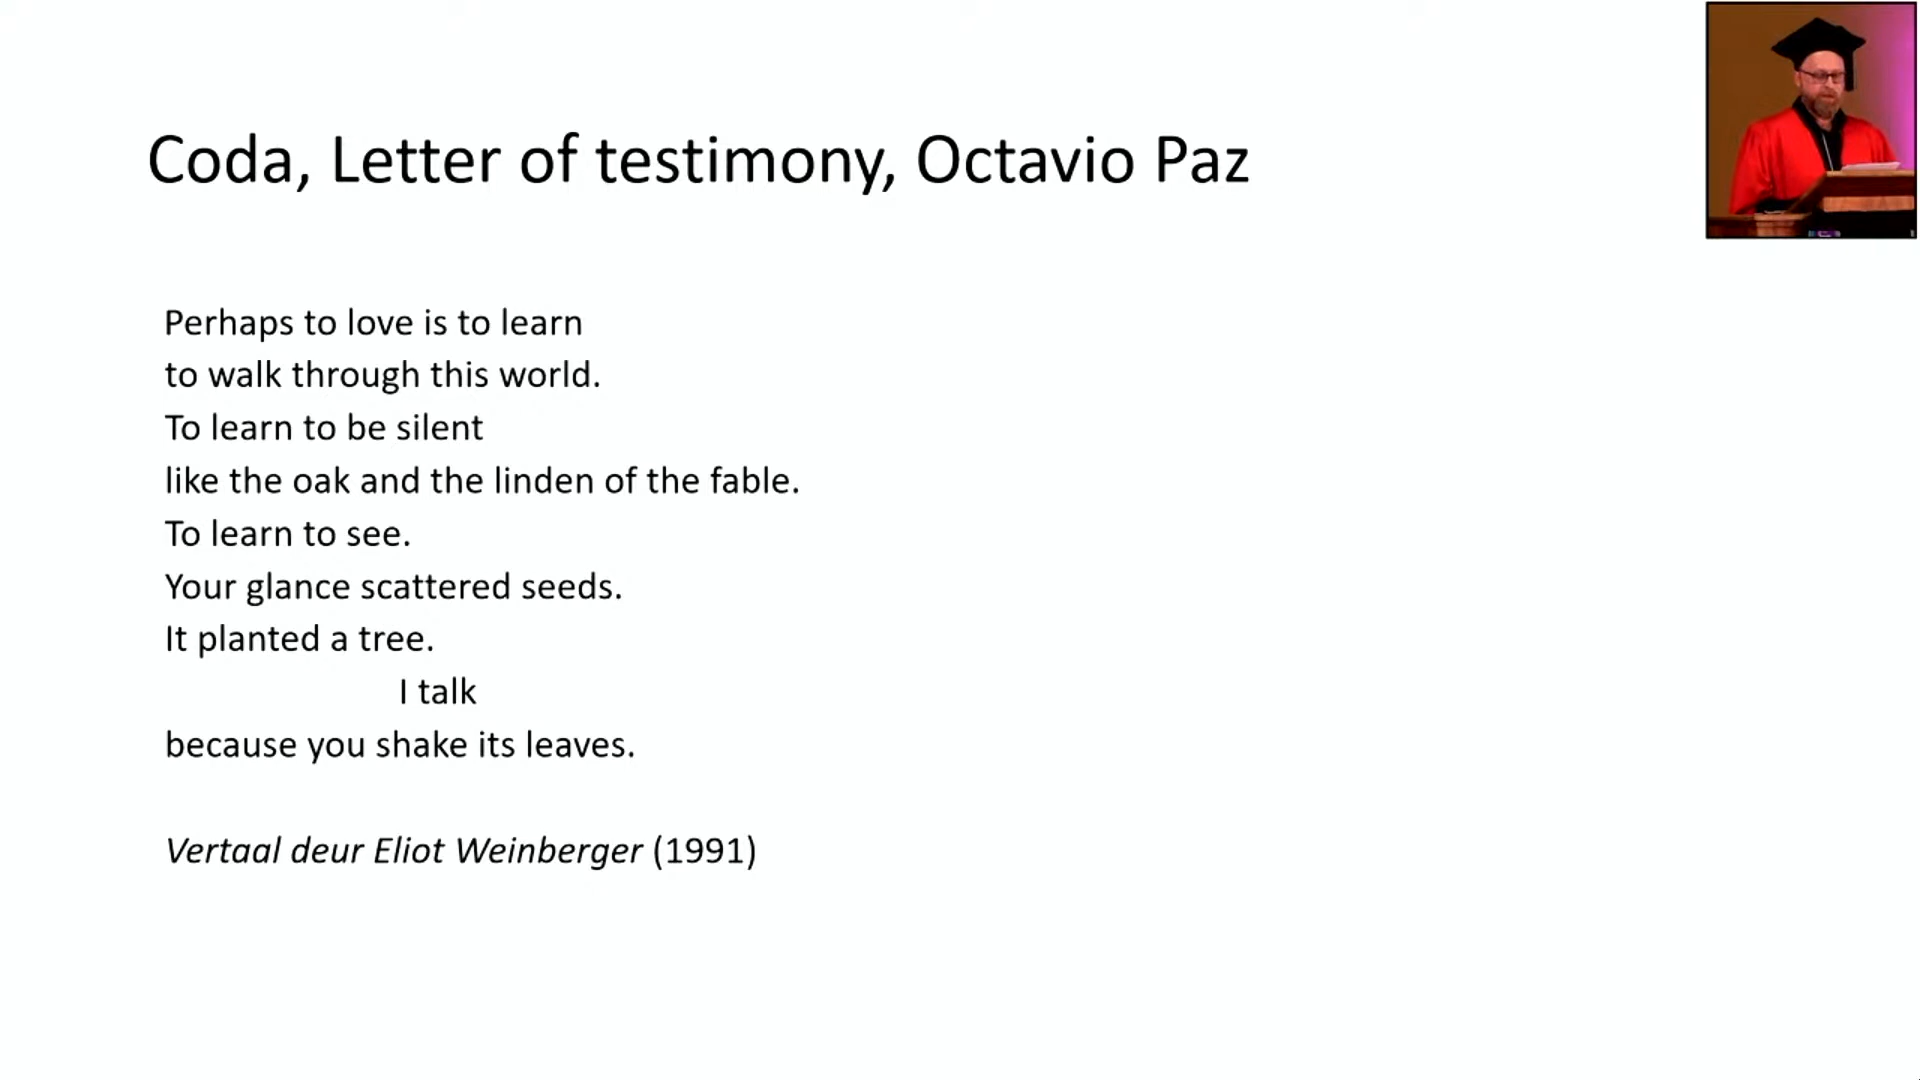 Coda, Letter of testimony, Octavio Paz
Perhaps to love is to learn
to walk through this world.
To learn to be silent
like the oak and the linden of the fable.
To learn to see.
Your glance scattered seeds.
It planted a tree.
I talk
because you shake its leaves.
Vertaal deur Eliot Weinberger (1991)